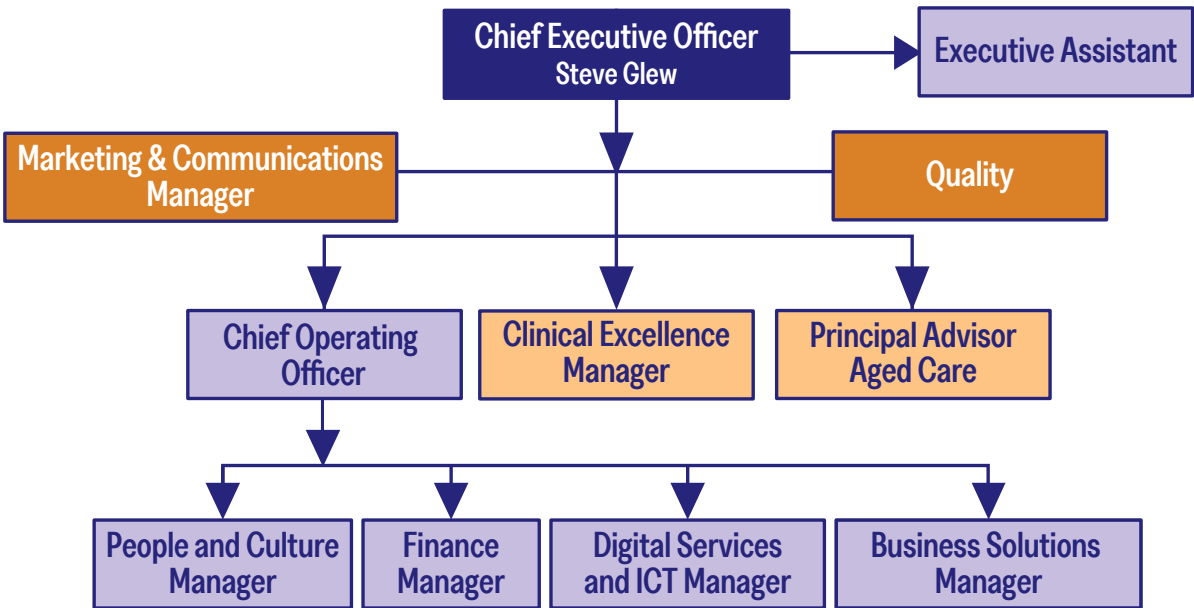 Chief Executive Officer
Steve Glew
Executive Assistant
Marketing & Communications
Manager
Quality
Chief Operating
Officer
Clinical Excellence
Manager
Principal Advisor
Aged Care
People and Culture
Manager
Finance
Manager
Digital Services
and ICT Manager
Business Solutions
Manager